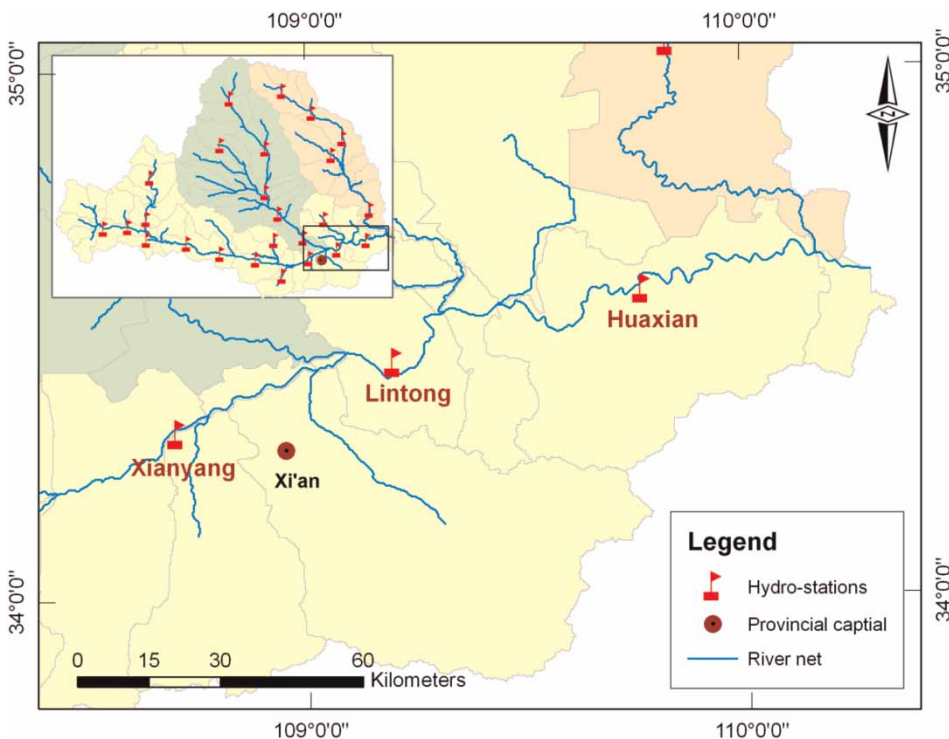 109°0'0"
110°0'0"
35°0'0"
35°0'0"
N
Huaxian
Lintong
Xianyang
Xi'an
34°0'0"
34°0'0"
Legend
Hydro-stations
Provincial captial
River net
0 15 30 60
Kilometers
109°0'0"
110°0'0"